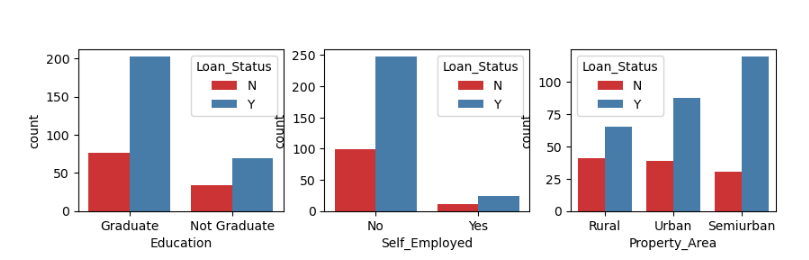 200
150
100
50
0
count
Loan_Status
N
Y
Graduate
Not Graduate
Education
250
200
150
100
50
0
count
Loan_Status
N
Y
No
Yes
Self_Employed
100
75
50
25
0
count
Loan_Status
N
Y
Rural
Urban
Semiurban
Property_Area